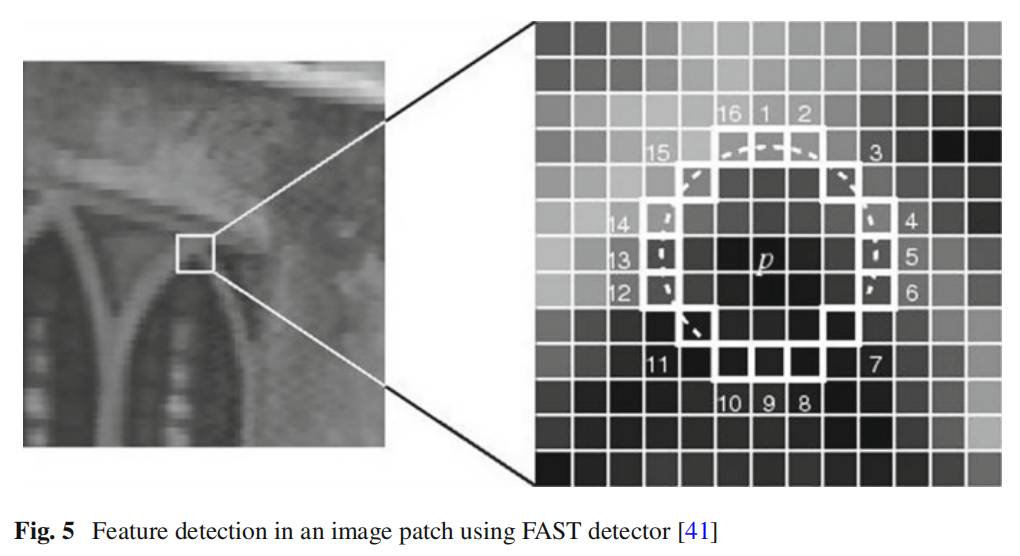 16 1 2
15 3
14 4
13 p 5
12 6
11 7
10 9 8
Fig. 5 Feature detection in an image patch using FAST detector [41]